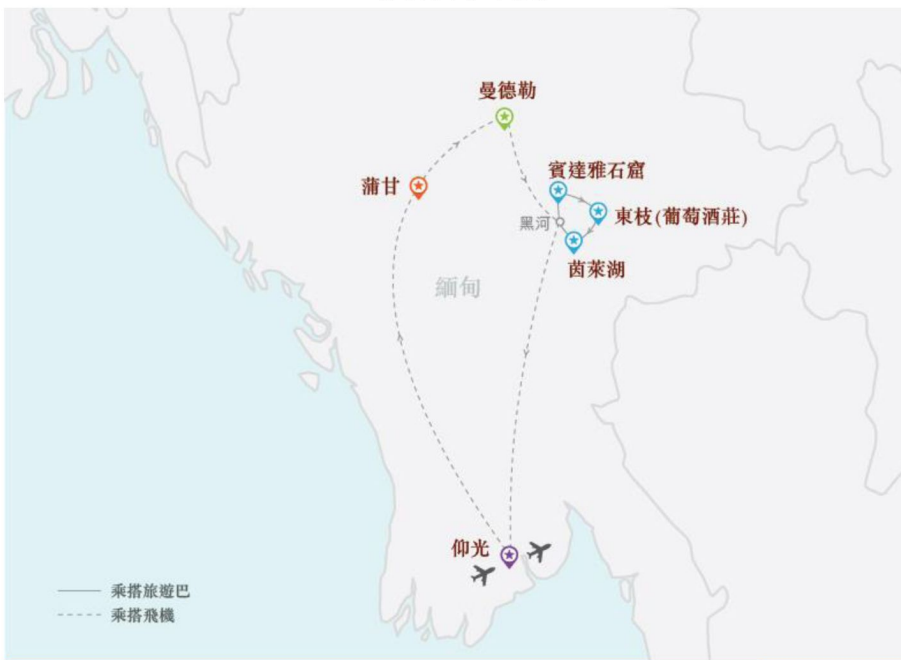 曼德勒
賓達雅石窟
蒲甘
東枝(葡萄酒莊)
黑河
茵萊湖
緬甸
仰光
乘搭旅遊巴
乘搭飛機